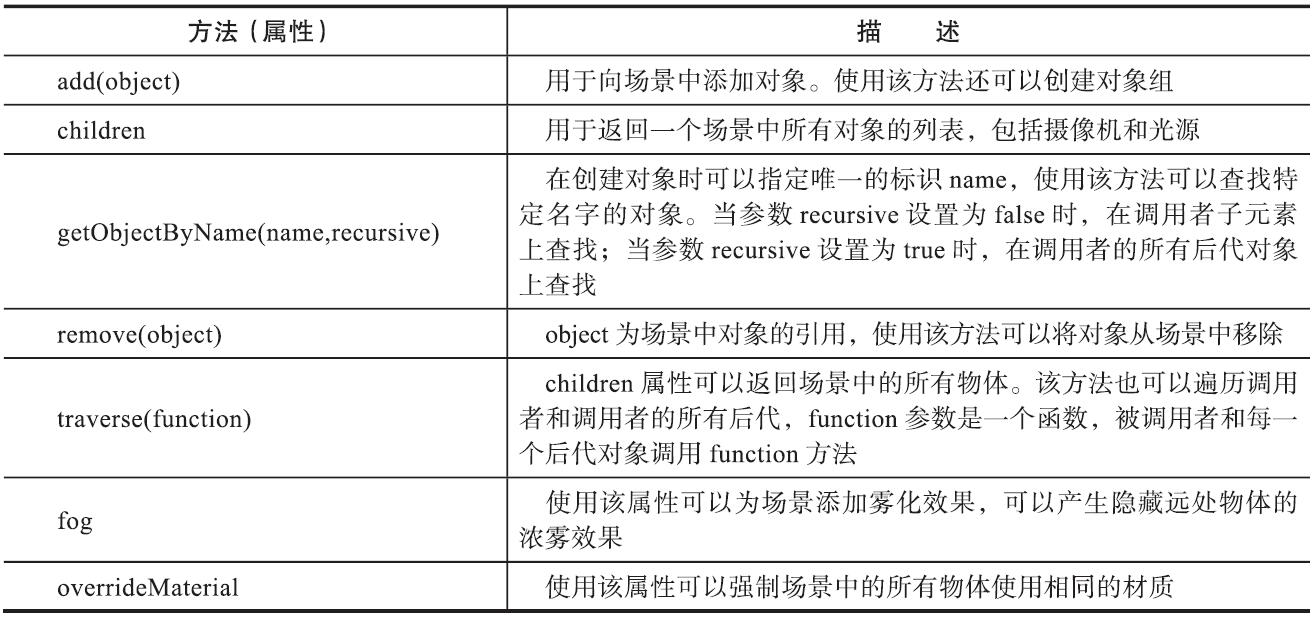 方法（属性） 描 述
add(object) 用于向场景中添加对象。使用该方法还可以创建对象组
children 用于返回一个场景中所有对象的列表，包括摄像机和光源
getObjectByName(name,recursive) 在创建对象时可以指定唯一的标识 name，使用该方法可以查找特
定名字的对象。当参数 recursive 设置为 false 时，在调用者子元素
上查找；当参数 recursive 设置为 true 时，在调用者的所有后代对象
上查找
remove(object) object 为场景中对象的引用，使用该方法可以将对象从场景中移除
traverse(function) children 属性可以返回场景中的所有物体。该方法也可以遍历调用
者和调用者的所有后代，function 参数是一个函数，被调用者和每一
个后代对象调用 function 方法
fog 使用该属性可以为场景添加雾化效果，可以产生隐藏远处物体的
浓雾效果
overrideMaterial 使用该属性可以强制场景中的所有物体使用相同的材质